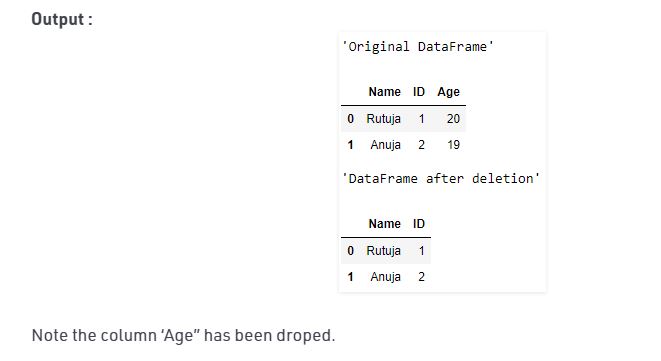 Output :
'Original DataFrame'
Name ID Age
0 Rutuja 1 20
1 Anuja 2 19
'DataFrame after deletion'
Name ID
0 Rutuja 1
1 Anuja 2
Note the column ‘Age” has been droped.